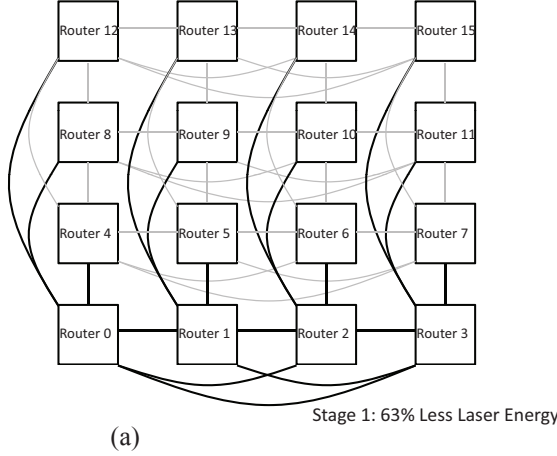 Router 12 Router 13 Router 14 Router 15
Router 8 Router 9 Router 10 Router 11
Router 4 Router 5 Router 6 Router 7
Router 0 Router 1 Router 2 Router 3
Stage 1: 63% Less Laser Energy
(a)